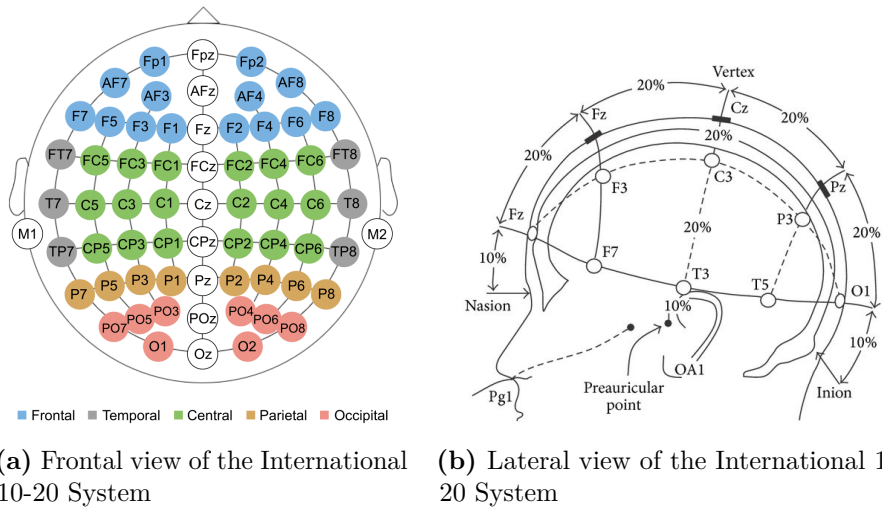 Fp1 Fpz Fp2
AF7 AF3 AFz AF4 AF8
F7 F5 F3 F1 Fz F2 F4 F6 F8
FT7 FC5 FC3 FC1 FCz FC2 FC4 FC6 FT8
T7 C5 C3 C1 Cz C2 C4 C6 T8
M1 M2
TP7 CP5 CP3 CP1 CPz CP2 CP4 CP6 TP8
P7 P5 P3 P1 Pz P2 P4 P6 P8
PO7 PO5 PO3 POz PO4 PO6 PO8
O1 Oz O2
Frontal Temporal Central Parietal Occipital
Vertex
20% 20%
Fz Cz
20%
20% 20%
F3 C3 Pz
Fz P3
20%
10% F7
T3 T5 O1
Nasion 10%
10%
OA1
Preauricular
point
Pg1 Inion
(a) Frontal view of the International
10-20 System
(b) Lateral view of the International 1
20 System